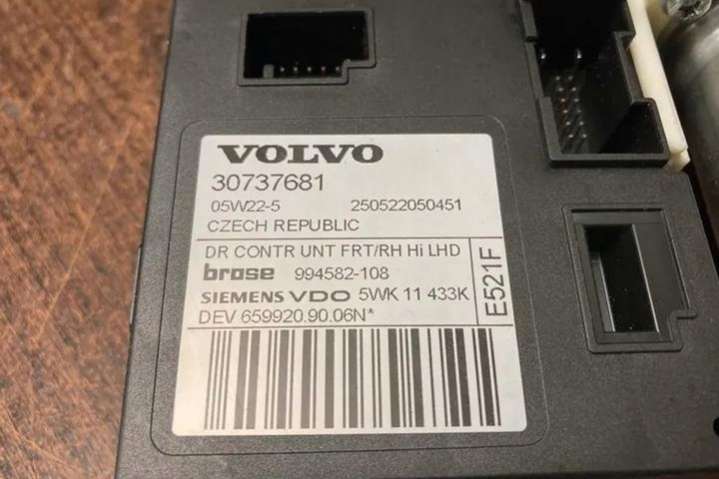 VOLVO
30737681
05W22-5 250522050451
CZECH REPUBLIC
DR CONTR UNT FRT/RH Hi LHD
brose 994582-108
SIEMENS VDO 5WK 11 433K
DEV 659920.90.06N*
E521F